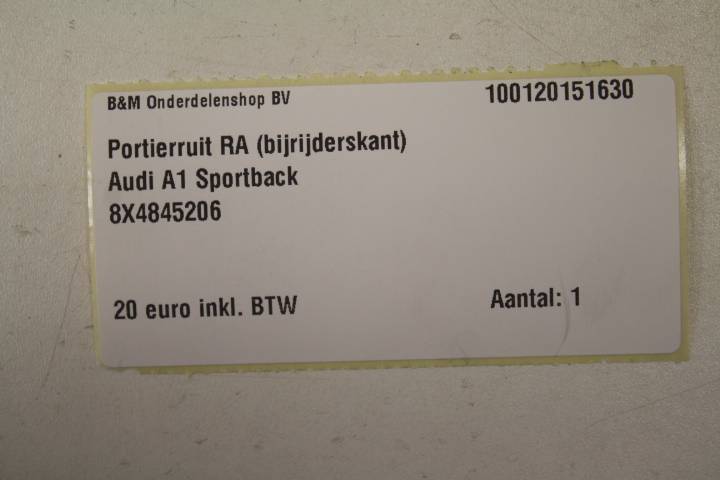 B&M Onderdelenshop BV 100120151630
Portierruit RA (bijrijderskant)
Audi A1 Sportback
8X4845206
20 euro inkl. BTW Aantal: 1